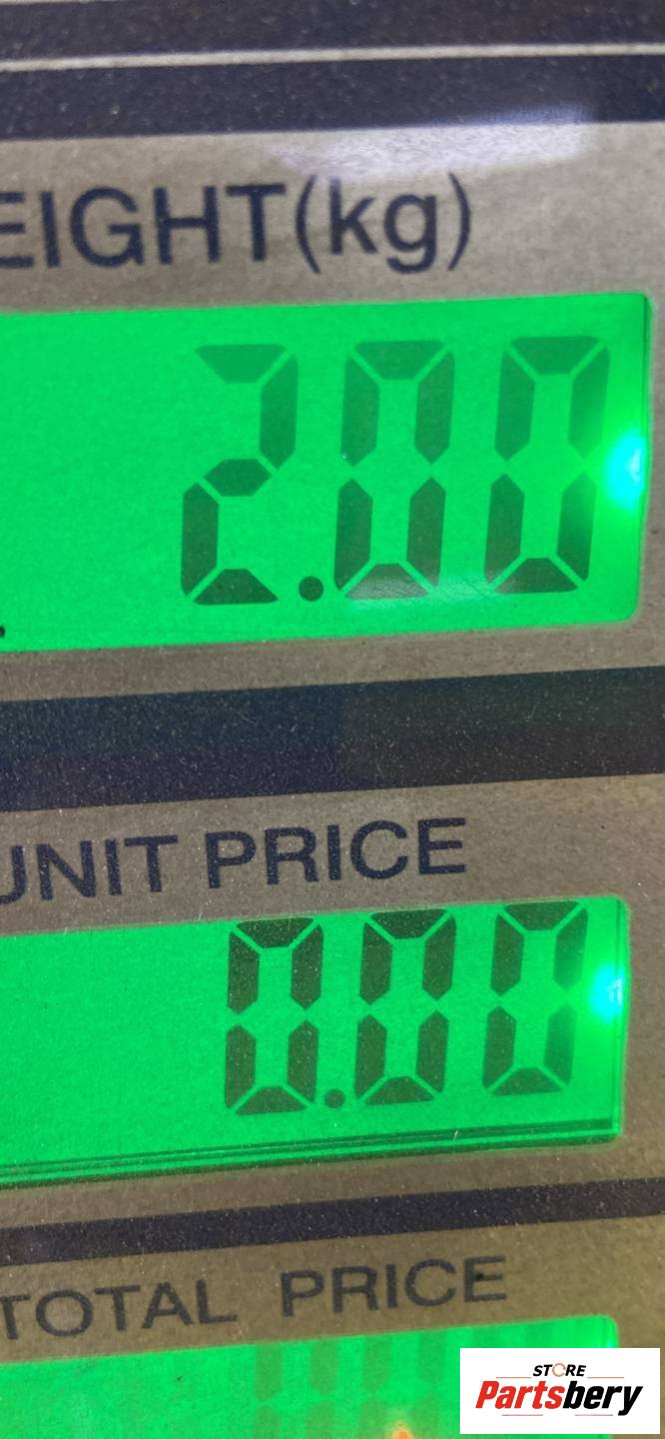 EIGHT(kg)
2.00
UNIT PRICE
0.00
TOTAL PRICE
STORE
Partsbery